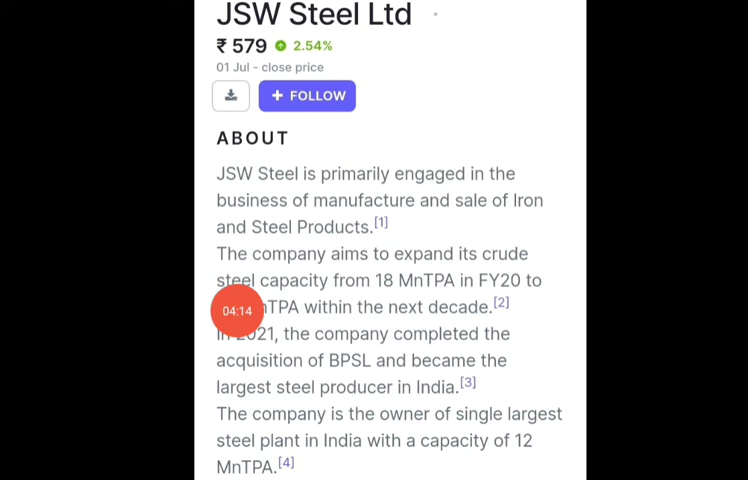 JSW Steel Ltd
₹ 579 2.54%
01 Jul - close price
+ FOLLOW
ABOUT
JSW Steel is primarily engaged in the
business of manufacture and sale of Iron
and Steel Products.[1]
The company aims to expand its crude
steel capacity from 18 MnTPA in FY20 to
04:14 nTPA within the next decade.[2]
In 2021, the company completed the
acquisition of BPSL and became the
largest steel producer in India.[3]
The company is the owner of single largest
steel plant in India with a capacity of 12
MnTPA.[4]